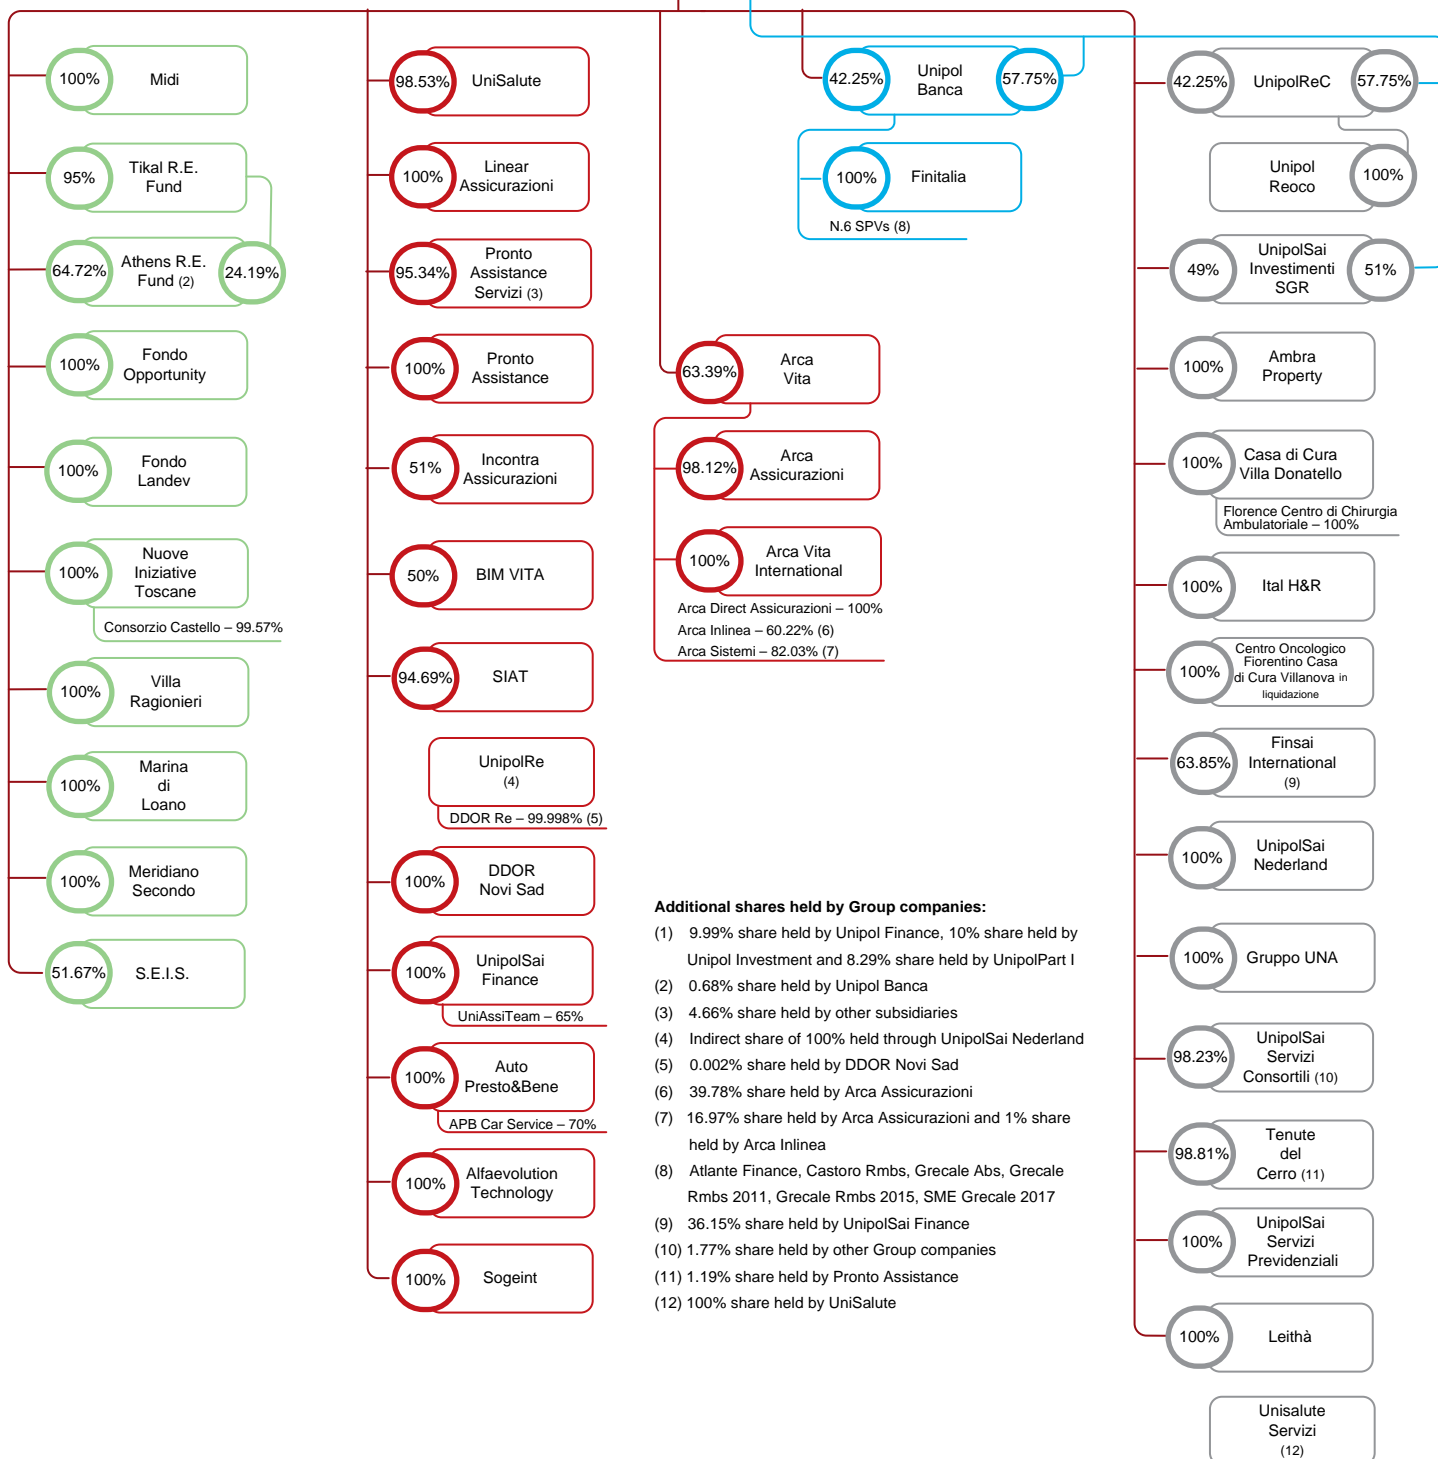 100%
Midi
95%
Tikal R.E.
Fund
64.72%
Athens R.E.
Fund (2)
24.19%
100%
Fondo
Opportunity
100%
Fondo
Landev
100%
Nuove
Iniziative
Toscane
Consorzio Castello – 99.57%
100%
Villa
Ragionieri
100%
Marina
di
Loano
100%
Meridiano
Secondo
51.67%
S.E.I.S.
98.53%
UniSalute
100%
Linear
Assicurazioni
95.34%
Pronto
Assistance
Servizi (3)
100%
Pronto
Assistance
51%
Incontra
Assicurazioni
50%
BIM VITA
94.69%
SIAT
UnipolRe
(4)
DDOR Re – 99.998% (5)
100%
DDOR
Novi Sad
100%
UnipolSai
Finance
UniAssiTeam – 65%
100%
Auto
Presto&Bene
APB Car Service – 70%
100%
Alfaevolution
Technology
100%
Sogeint
63.39%
Arca
Vita
98.12%
Arca
Assicurazioni
100%
Arca Vita
International
Arca Direct Assicurazioni – 100%
Arca Inlinea – 60.22% (6)
Arca Sistemi – 82.03% (7)
42.25%
Unipol
Banca
57.75%
100%
Finitalia
N.6 SPVs (8)
Additional shares held by Group companies:
(1) 9.99% share held by Unipol Finance, 10% share held by
Unipol Investment and 8.29% share held by UnipolPart I
(2) 0.68% share held by Unipol Banca
(3) 4.66% share held by other subsidiaries
(4) Indirect share of 100% held through UnipolSai Nederland
(5) 0.002% share held by DDOR Novi Sad
(6) 39.78% share held by Arca Assicurazioni
(7) 16.97% share held by Arca Assicurazioni and 1% share
held by Arca Inlinea
(8) Atlante Finance, Castoro Rmbs, Grecale Abs, Grecale
Rmbs 2011, Grecale Rmbs 2015, SME Grecale 2017
(9) 36.15% share held by UnipolSai Finance
(10) 1.77% share held by other Group companies
(11) 1.19% share held by Pronto Assistance
(12) 100% share held by UniSalute
42.25%
UnipolReC
57.75%
Unipol
Reoco
100%
49%
UnipolSai
Investimenti
SGR
51%
100%
Ambra
Property
100%
Casa di Cura
Villa Donatello
Florence Centro di Chirurgia
Ambulatoriale – 100%
100%
Ital H&R
100%
Centro Oncologico
Fiorentino Casa
di Cura Villanova in
liquidazione
63.85%
Finsai
International
(9)
100%
UnipolSai
Nederland
100%
Gruppo UNA
98.23%
UnipolSai
Servizi
Consortili (10)
98.81%
Tenute
del
Cerro (11)
100%
UnipolSai
Servizi
Previdenziali
100%
Leithà
Unisalute
Servizi
(12)